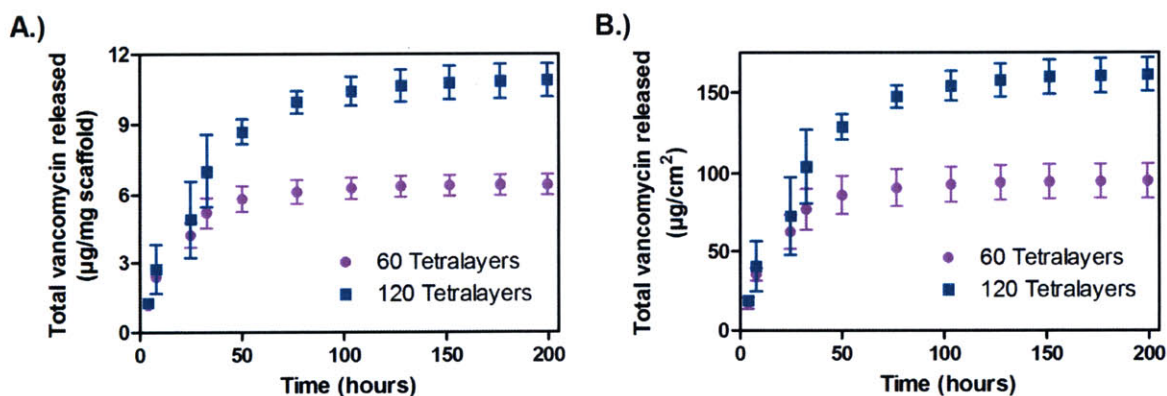 A.)
Total vancomycin released
(µg/mg scaffold)
12
9
6
3
0
0
50
100
150
200
Time (hours)
60 Tetralayers
120 Tetralayers
B.)
Total vancomycin released
(µg/cm²)
150
100
50
0
0
50
100
150
200
Time (hours)
60 Tetralayers
120 Tetralayers